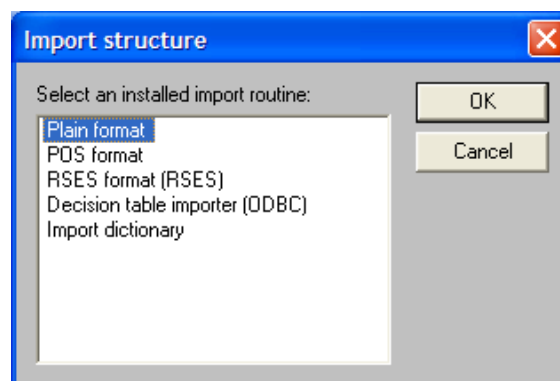 Import structure
Select an installed import routine:
OK
Plain format
Cancel
POS format
RSES format (RSES)
Decision table importer (ODBC)
Import dictionary